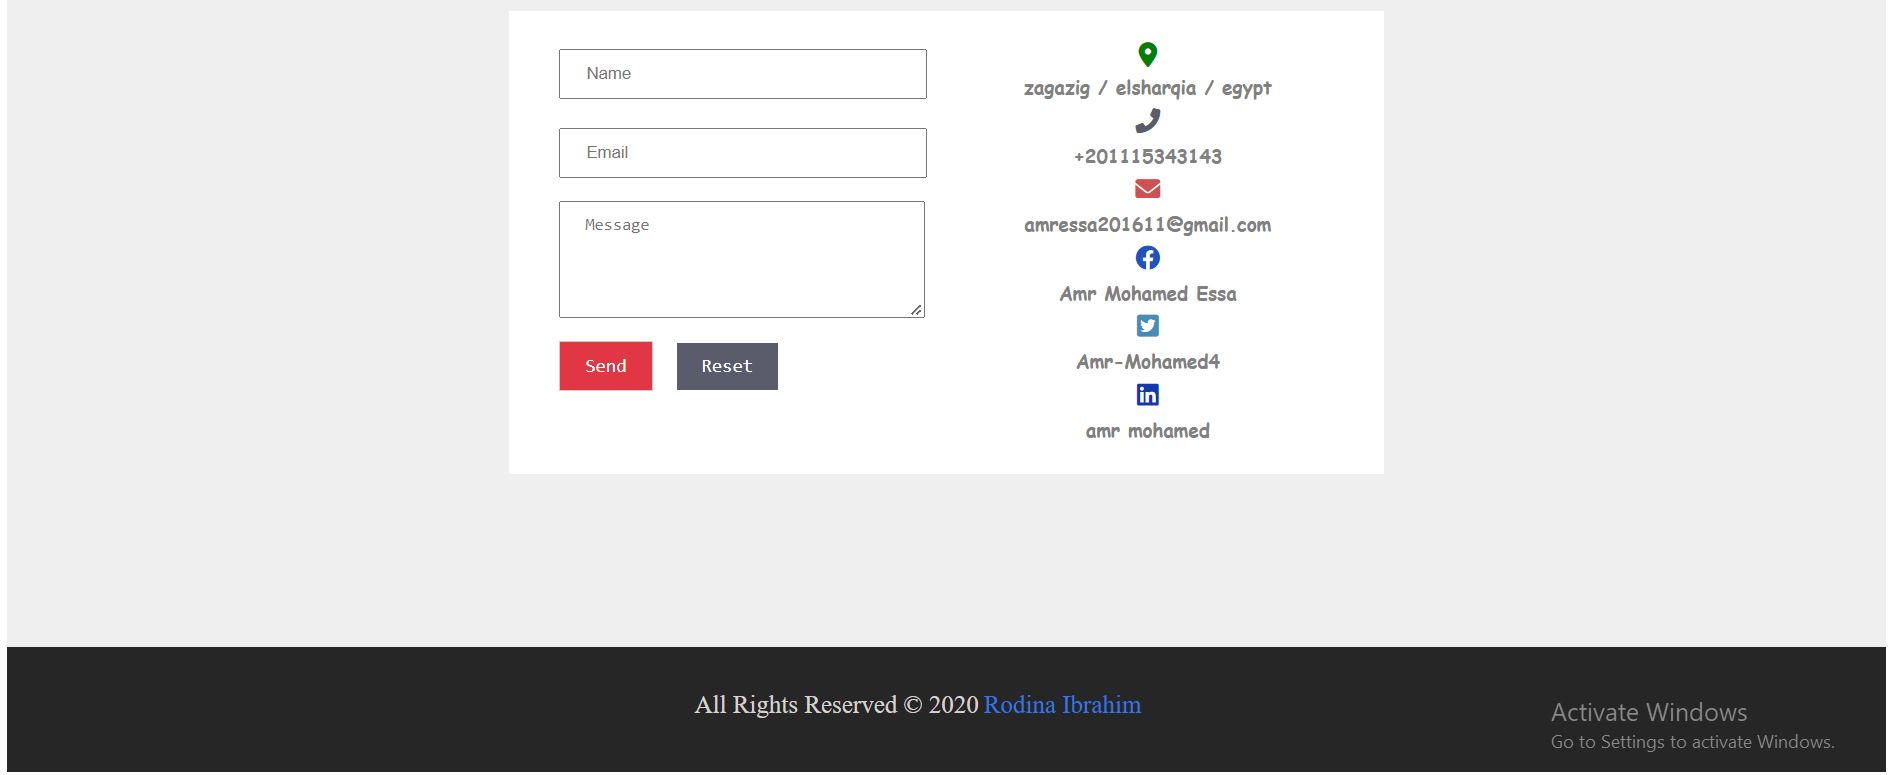 Name
Email
Message
Send
Reset
zagazig / elsharqia / egypt
+201115343143
amressa201611@gmail.com
Amr Mohamed Essa
Amr-Mohamed4
amr mohamed
All Rights Reserved © 2020 Rodina Ibrahim
Activate Windows
Go to Settings to activate Windows.